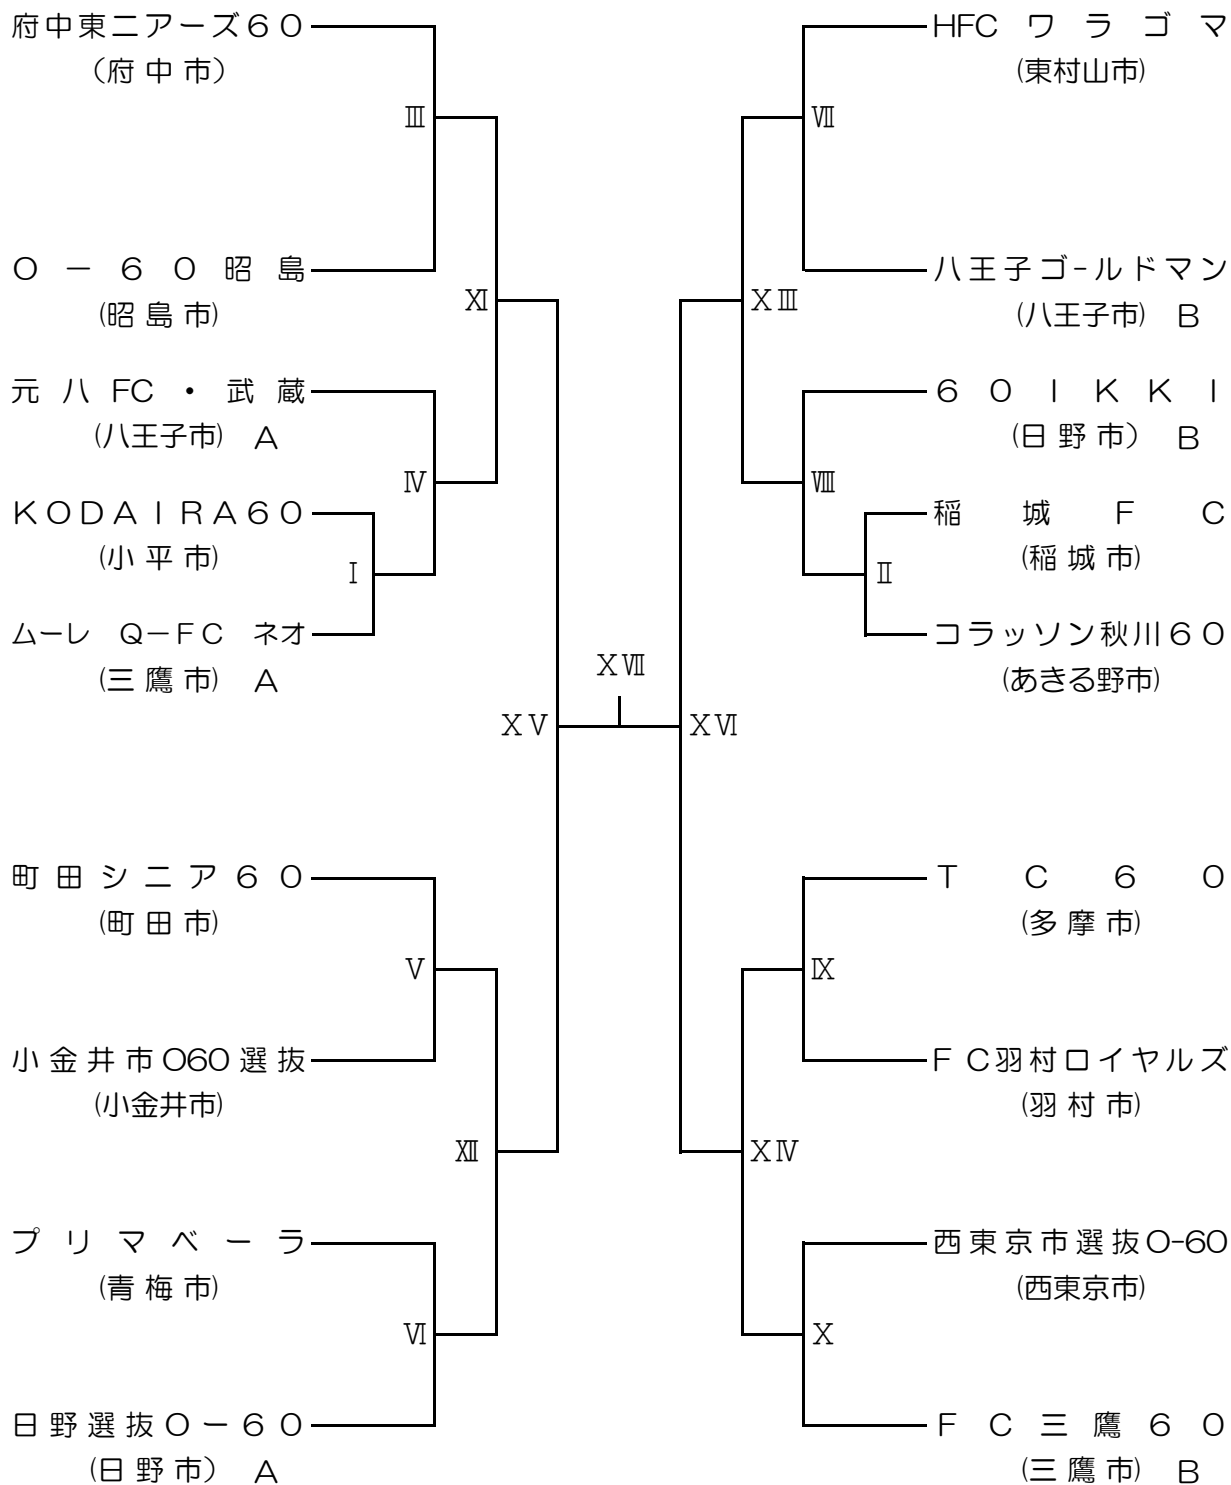 府中東ニアーズ60
（府中市）
Ⅲ
O－60昭島
(昭島市)
ⅩⅠ
元八FC・武蔵
(八王子市) A
Ⅳ
KODAIRA60
(小平市)
Ⅰ
ムーレ Q－FC ネオ
(三鷹市) A
ⅩⅤ
町田シニア60
(町田市)
Ⅴ
小金井市O60選抜
(小金井市)
ⅩⅡ
プリマベーラ
(青梅市)
Ⅵ
日野選抜O－60
(日野市） A
ⅩⅦ
HFCワラゴマ
(東村山市)
Ⅶ
八王子ゴ-ルドマン
(八王子市) B
ⅩⅢ
60IKKI
(日野市） B
Ⅷ
稲城FC
(稲城市)
Ⅱ
コラッソン秋川60
(あきる野市)
ⅩⅥ
TC60
(多摩市)
Ⅸ
FC羽村ロイヤルズ
(羽村市)
ⅩⅣ
西東京市選抜O-60
(西東京市)
Ⅹ
FC三鷹60
(三鷹市) B